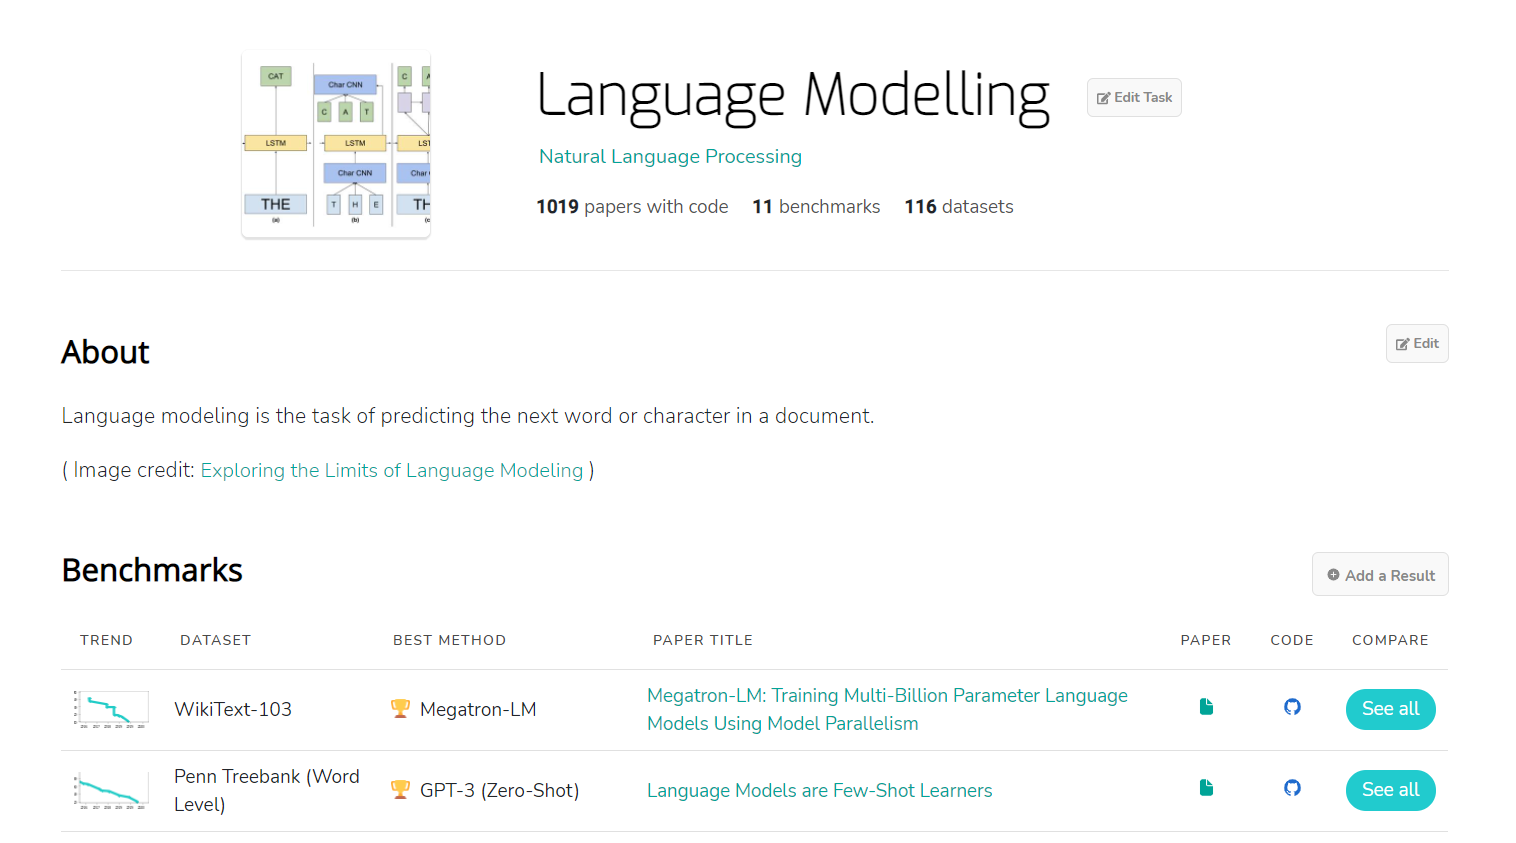 CAT
Char CNN
C A
C A T
LSTM
LSTM
LST
Char CNN
Char
THE
T H E
TH
(a)
(b)
(c
Language Modelling
Edit Task
Natural Language Processing
1019 papers with code 11 benchmarks 116 datasets
About
Edit
Language modeling is the task of predicting the next word or character in a document.
( Image credit: Exploring the Limits of Language Modeling )
Benchmarks
Add a Result
TREND DATASET BEST METHOD PAPER TITLE PAPER CODE COMPARE
WikiText-103
Megatron-LM
Megatron-LM: Training Multi-Billion Parameter Language
Models Using Model Parallelism
See all
Penn Treebank (Word
Level)
GPT-3 (Zero-Shot)
Language Models are Few-Shot Learners
See all